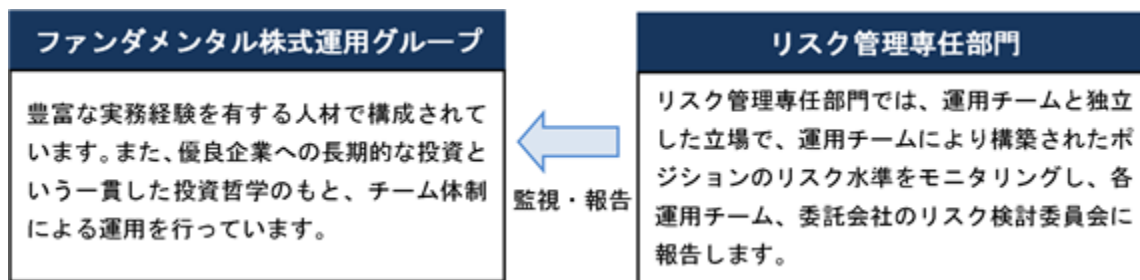 ファンダメンタル株式運用グループ
豊富な実務経験を有する人材で構成されて
います。また、優良企業への長期的な投資と
いう一貫した投資哲学のもと、チーム体制
による運用を行っています。
監視・報告
リスク管理専任部門
リスク管理専任部門では、運用チームと独立
した立場で、運用チームにより構築されたポ
ジションのリスク水準をモニタリングし、各
運用チーム、委託会社のリスク検討委員会に
報告します。